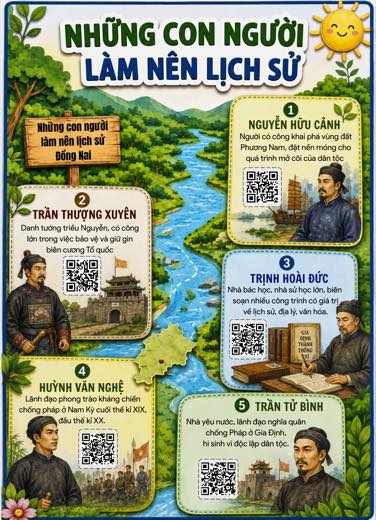 NHỮNG CON NGƯỜI
LÀM NÊN LỊCH SỬ
Những con người
làm nên lịch sử
Đồng Nai
1
NGUYỄN HỮU CẢNH
Người có công khai phá vùng đất
Phương Nam, đặt nền móng cho
quá trình mở cõi của dân tộc
2
TRẦN THƯỢNG XUYÊN
Danh tướng triều Nguyễn, có công
lớn trong việc bảo vệ và giữ gìn
biên cương Tổ quốc
3
TRỊNH HOÀI ĐỨC
Nhà bác học, nhà sử học lớn, biên
soạn nhiều công trình có giá trị
về lịch sử, địa lý, văn hóa.
GIA
ĐỊNH
THÀNH
THÔNG
4
HUỲNH VĂN NGHỆ
Lãnh đạo phong trào kháng chiến
chống pháp ở Nam Kỳ cuối thế kỉ XIX,
đầu thế kỉ XX.
5
TRẦN TỬ BÌNH
Nhà yêu nước, lãnh đạo nghĩa quân
chống Pháp ở Gia Định,
hi sinh vì độc lập dân tộc.